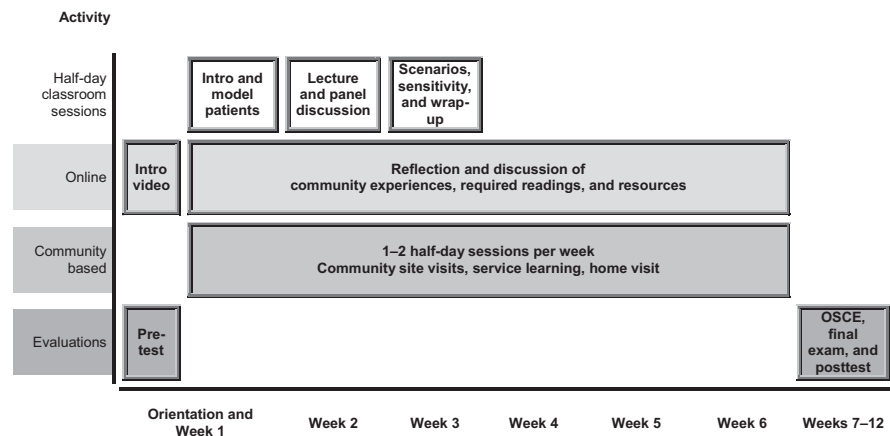 Activity
Half-day
classroom
sessions
Intro and
model
patients
Lecture
and panel
discussion
Scenarios,
sensitivity,
and wrap-
up
Online
Intro
video
Reflection and discussion of
community experiences, required readings, and resources
Community
based
1–2 half-day sessions per week
Community site visits, service learning, home visit
Evaluations
Pre-
test
OSCE,
final
exam, and
posttest
Orientation and
Week 1
Week 2
Week 3
Week 4
Week 5
Week 6
Weeks 7–12